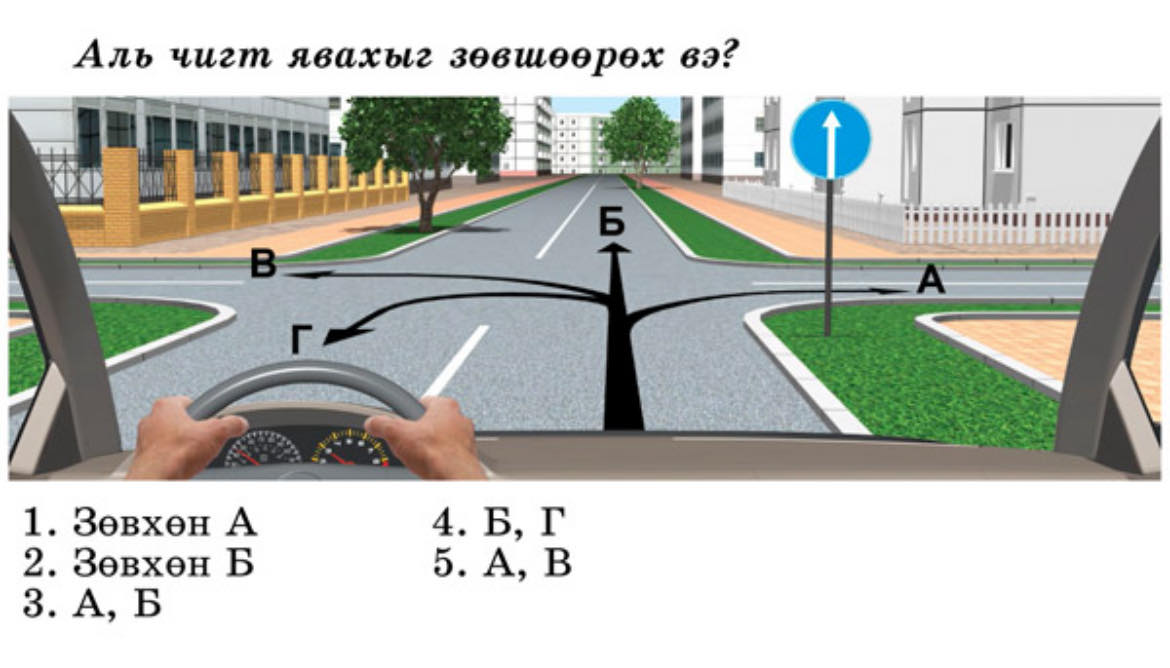 Аль чигт явахыг зөвшөөрөх вэ?
Б
В
А
Г
1. Зөвхөн А
2. Зөвхөн Б
3. А, Б
4. Б, Г
5. А, В